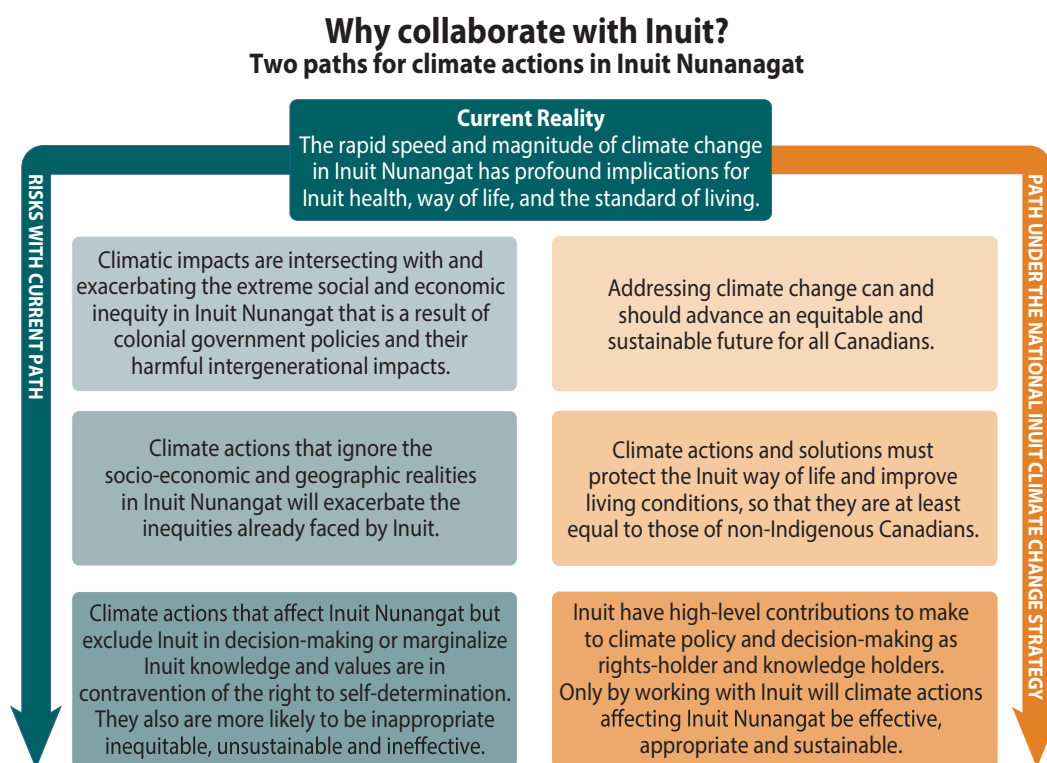 Why collaborate with Inuit?
Two paths for climate actions in Inuit Nunanagat
Current Reality
The rapid speed and magnitude of climate change
in Inuit Nunangat has profound implications for
Inuit health, way of life, and the standard of living.
RISKS WITH CURRENT PATH
Climatic impacts are intersecting with and
exacerbating the extreme social and economic
inequity in Inuit Nunangat that is a result of
colonial government policies and their
harmful intergenerational impacts.
Climate actions that ignore the
socio-economic and geographic realities
in Inuit Nunangat will exacerbate the
inequities already faced by Inuit.
Climate actions that affect Inuit Nunangat but
exclude Inuit in decision-making or marginalize
Inuit knowledge and values are in
contravention of the right to self-determination.
They also are more likely to be inappropriate
inequitable, unsustainable and ineffective.
PATH UNDER THE NATIONAL INUIT CLIMATE CHANGE STRATEGY
Addressing climate change can and
should advance an equitable and
sustainable future for all Canadians.
Climate actions and solutions must
protect the Inuit way of life and improve
living conditions, so that they are at least
equal to those of non-Indigenous Canadians.
Inuit have high-level contributions to make
to climate policy and decision-making as
rights-holder and knowledge holders.
Only by working with Inuit will climate actions
affecting Inuit Nunangat be effective,
appropriate and sustainable.